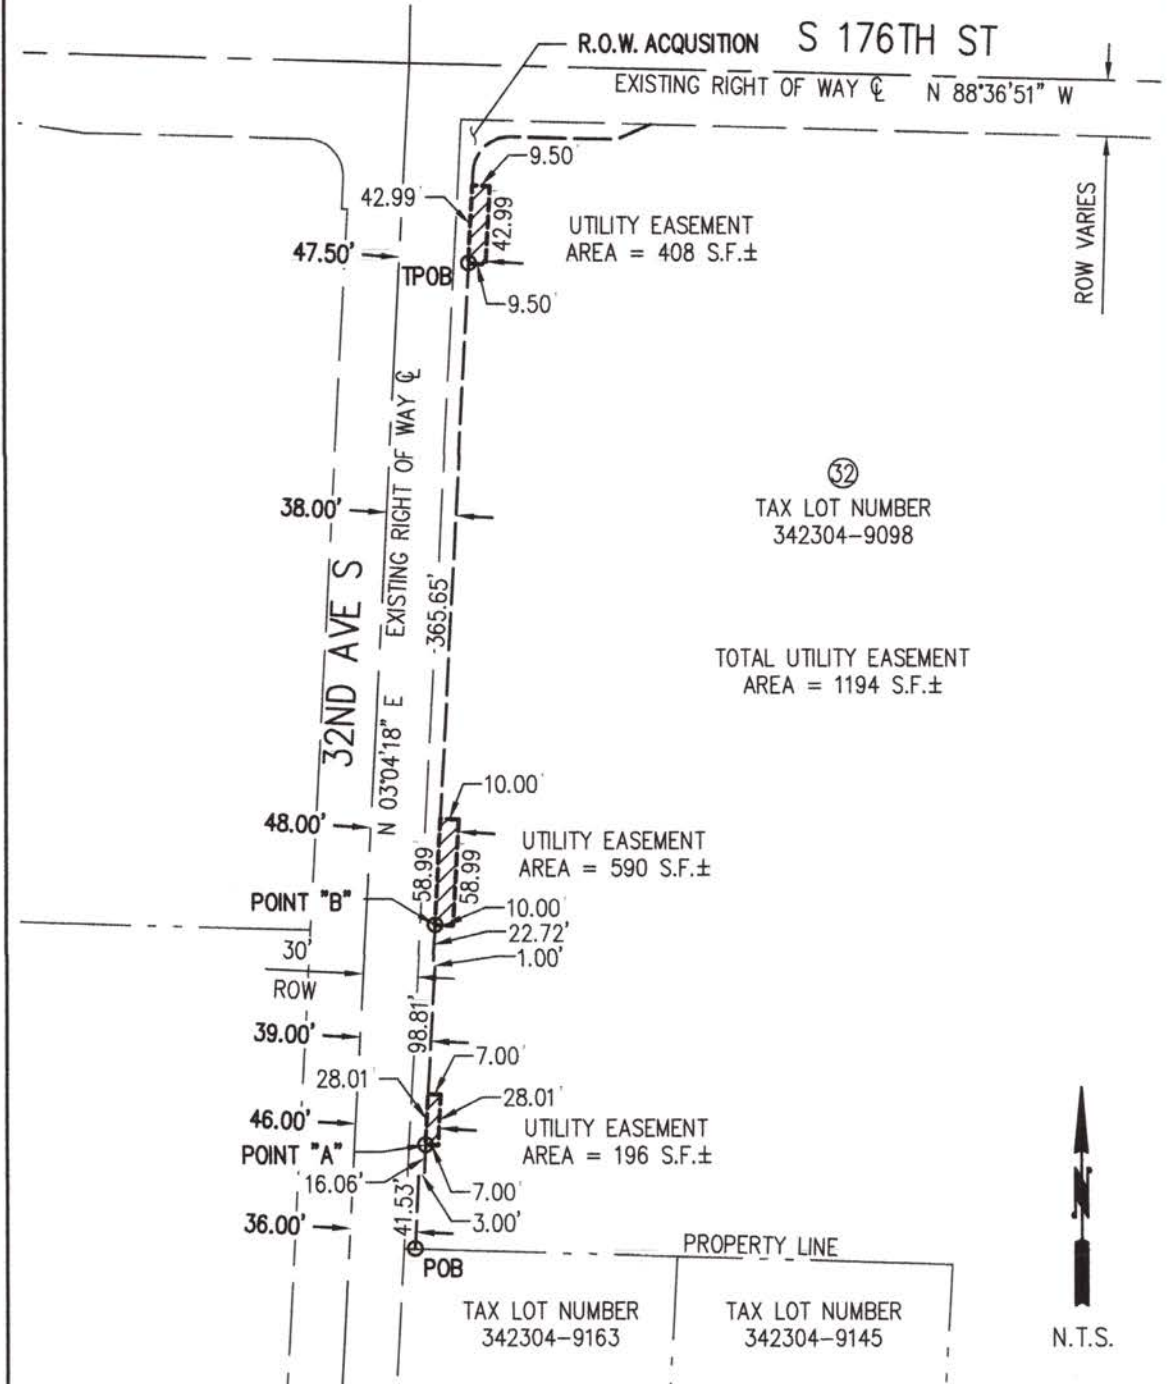 R.O.W. ACQUSITION
S 176TH ST
EXISTING RIGHT OF WAY ℄ N 88°36'51" W
9.50'
42.99'
42.99
UTILITY EASEMENT
AREA = 408 S.F.±
ROW VARIES
47.50'
TPOB
9.50'
EXISTING RIGHT OF WAY ℄
38.00'
32
TAX LOT NUMBER
342304-9098
32ND AVE S
365.65'
TOTAL UTILITY EASEMENT
AREA = 1194 S.F.±
N 03°04'18" E
10.00'
48.00'
UTILITY EASEMENT
AREA = 590 S.F.±
58.99
58.99
POINT "B"
10.00'
22.72'
1.00'
30'
ROW
39.00'
98.81'
7.00'
28.01'
28.01'
46.00'
UTILITY EASEMENT
AREA = 196 S.F.±
POINT "A"
16.06'
7.00'
41.53'
3.00'
36.00'
POB
PROPERTY LINE
TAX LOT NUMBER
342304-9163
TAX LOT NUMBER
342304-9145
N
N.T.S.